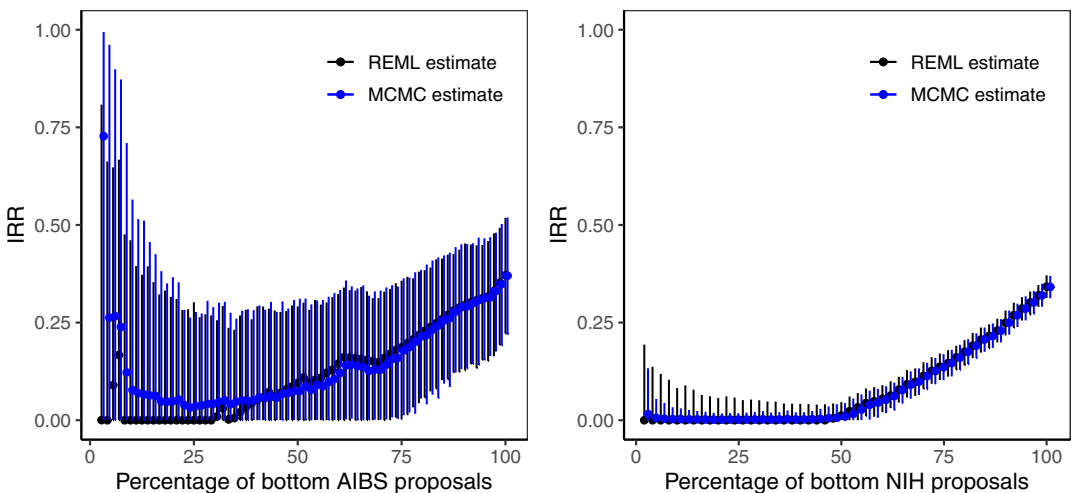 1.00
0.75
0.50
0.25
0.00
IRR
REML estimate
MCMC estimate
0
25
50
75
100
Percentage of bottom AIBS proposals
1.00
0.75
0.50
0.25
0.00
IRR
REML estimate
MCMC estimate
0
25
50
75
100
Percentage of bottom NIH proposals